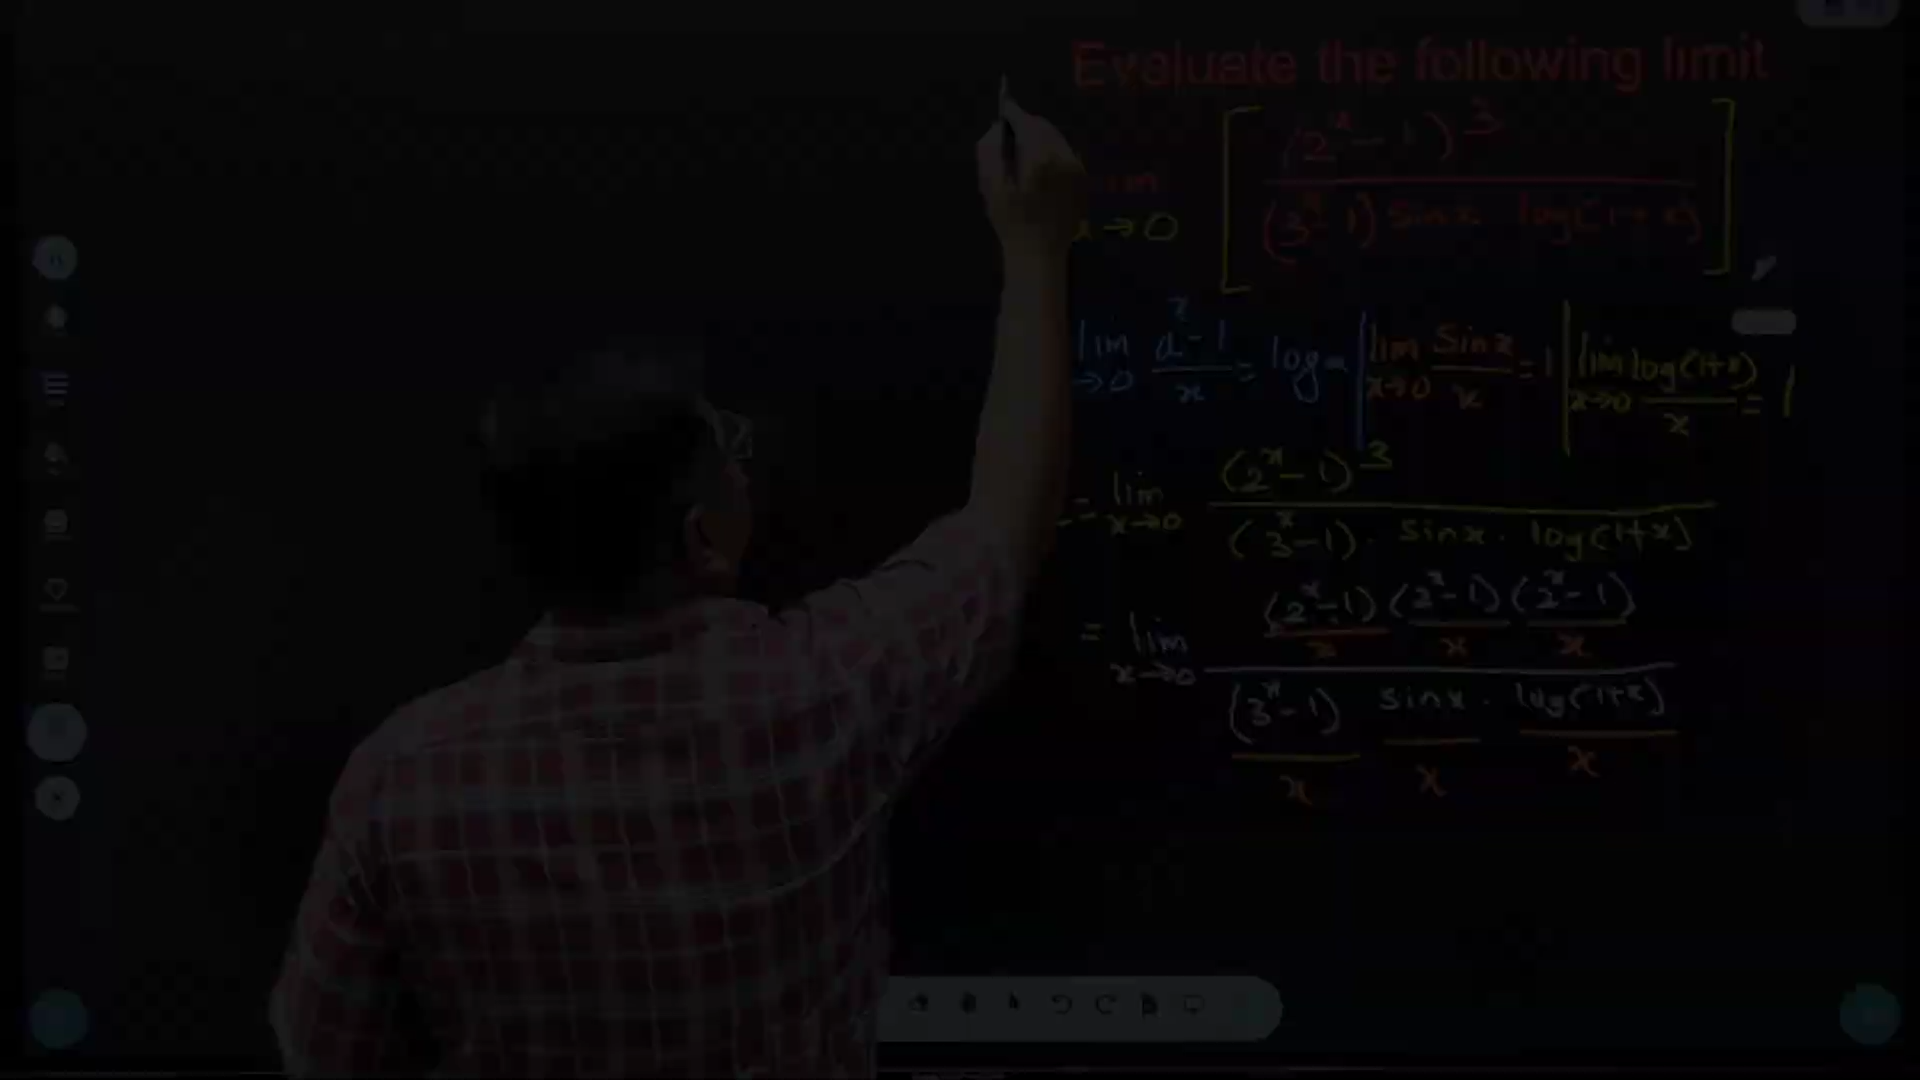 Evaluate the following limit
lim x→0 [ (2^x - 1)^3 / (3^x - 1) sinx log(1+x) ]
lim →0 a^x - 1 / x = log a | lim x→0 Sinx / x = 1 | lim x→0 log(1+x) / x = 1
= lim x→0 (2^x - 1)^3 / (3^x - 1) · sinx · log(1+x)
= lim x→0 (2^x - 1) / x (2^x - 1) / x (2^x - 1) / x
(3^x - 1) / x sinx / x · log(1+x) / x